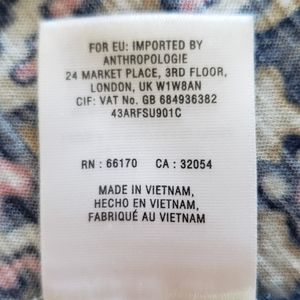 FOR EU: IMPORTED BY
ANTHROPOLOGIE
24 MARKET PLACE, 3RD FLOOR,
LONDON, UK W1W8AN
CIF: VAT No. GB 684936382
43ARFSU901C
RN : 66170 CA : 32054
MADE IN VIETNAM,
HECHO EN VIETNAM,
FABRIQUÉ AU VIETNAM